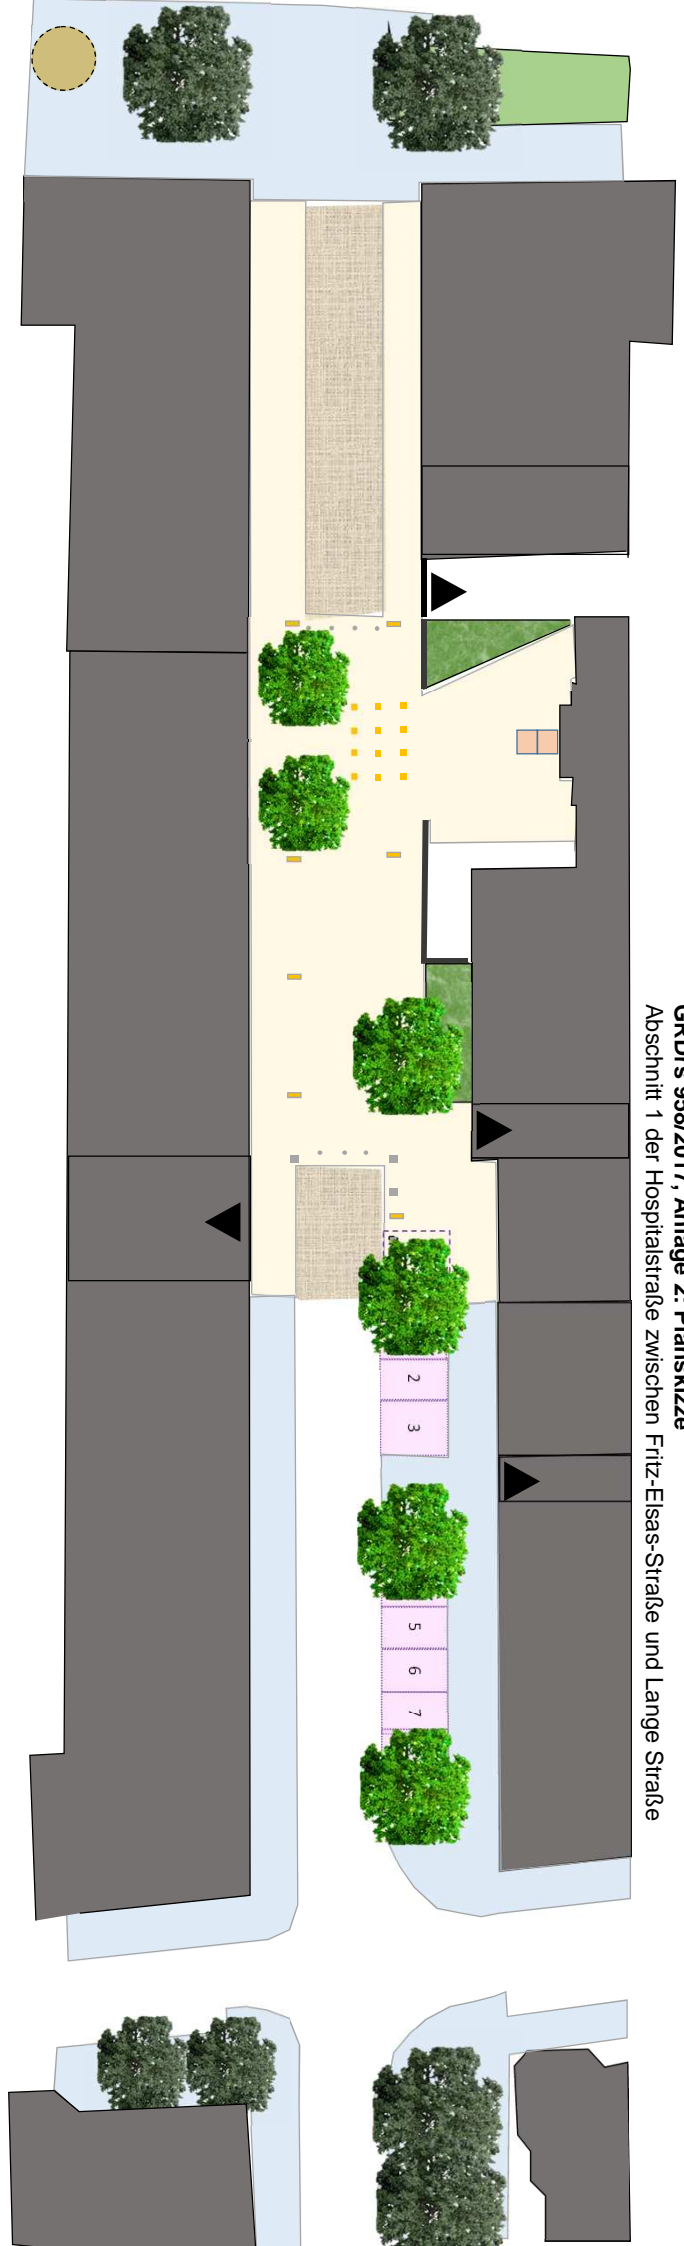 GRDrs 958/2017, Anlage 2: Planskizze
Abschnitt 1 der Hospitalstraße zwischen Fritz-Elsas-Straße und Lange Straße
2
3
5
6
7